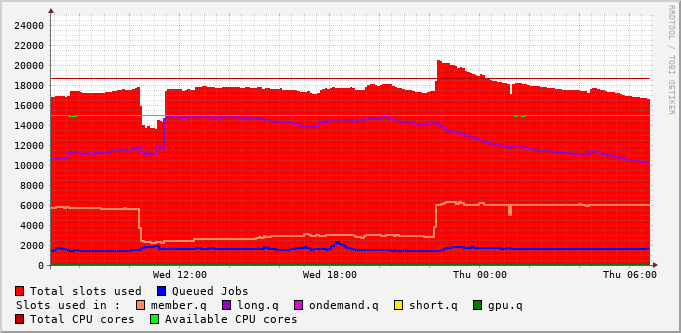 RRDTOOL / TOBI OETIKER
24000
22000
20000
18000
16000
14000
12000
10000
8000
6000
4000
2000
0
Wed 12:00 Wed 18:00 Thu 00:00 Thu 06:00
Total slots used Queued Jobs
Slots used in : member.q long.q ondemand.q short.q gpu.q
Total CPU cores Available CPU cores